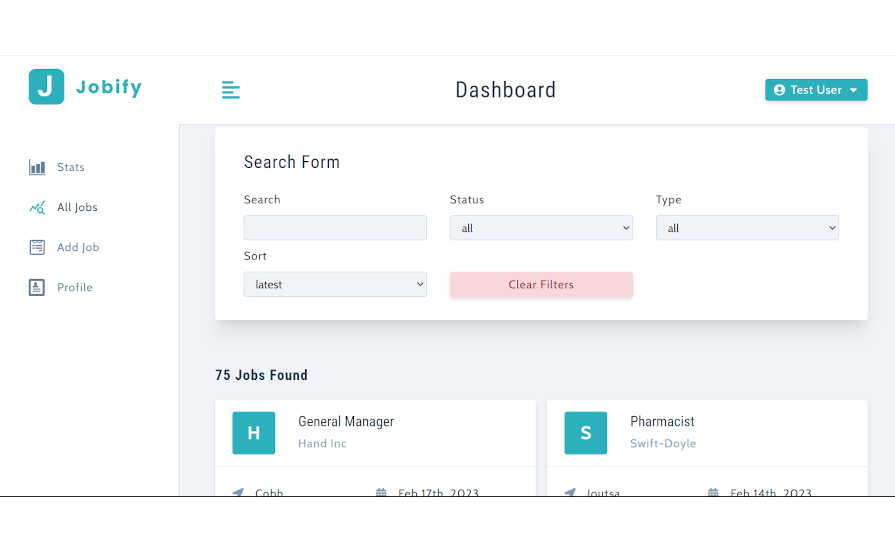 J Jobify
Dashboard
Test User
Stats
All Jobs
Add Job
Profile
Search Form
Search
Status
Type
all
all
Sort
latest
Clear Filters
75 Jobs Found
H
General Manager
Hand Inc
Cobh
Feb 17th, 2023
S
Pharmacist
Swift-Doyle
Joutsa
Feb 14th, 2023